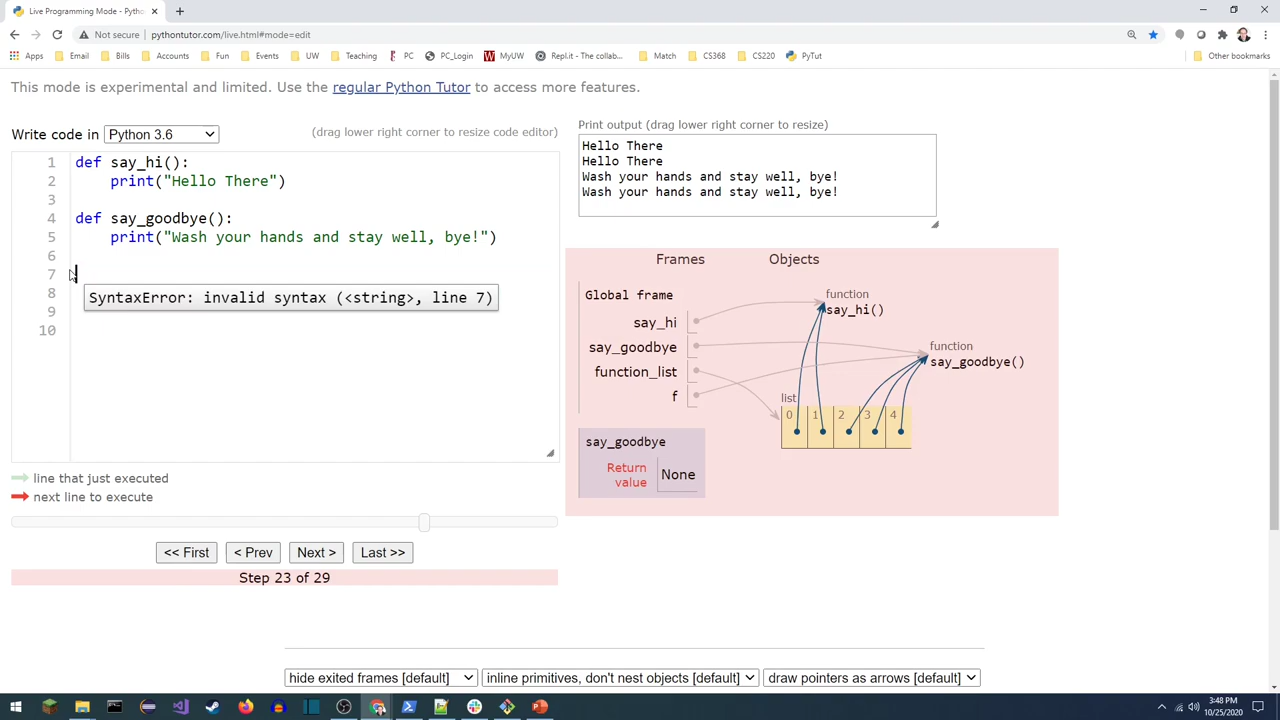 Live Programming Mode - Pytho
Not secure | pythontutor.com/live.html#mode=edit
Apps Email Bills Accounts Fun Events UW Teaching PC PC_Login MyUW Repl.it - The collab... Match CS368 CS220 PyTut Other bookmarks
This mode is experimental and limited. Use the regular Python Tutor to access more features.
Write code in Python 3.6 (drag lower right corner to resize code editor)
1 def say_hi():
2 print("Hello There")
3
4 def say_goodbye():
5 print("Wash your hands and stay well, bye!")
6
7
SyntaxError: invalid syntax (<string>, line 7)
8
9
10
line that just executed
next line to execute
<< First < Prev Next > Last >>
Step 23 of 29
Print output (drag lower right corner to resize)
Hello There
Hello There
Wash your hands and stay well, bye!
Wash your hands and stay well, bye!
Frames Objects
Global frame
say_hi
say_goodbye
function_list
f
function
say_hi()
function
say_goodbye()
list
0 1 2 3 4
say_goodbye
Return
value
None
hide exited frames [default] inline primitives, don't nest objects [default] draw pointers as arrows [default]
3:48 PM
10/25/2020